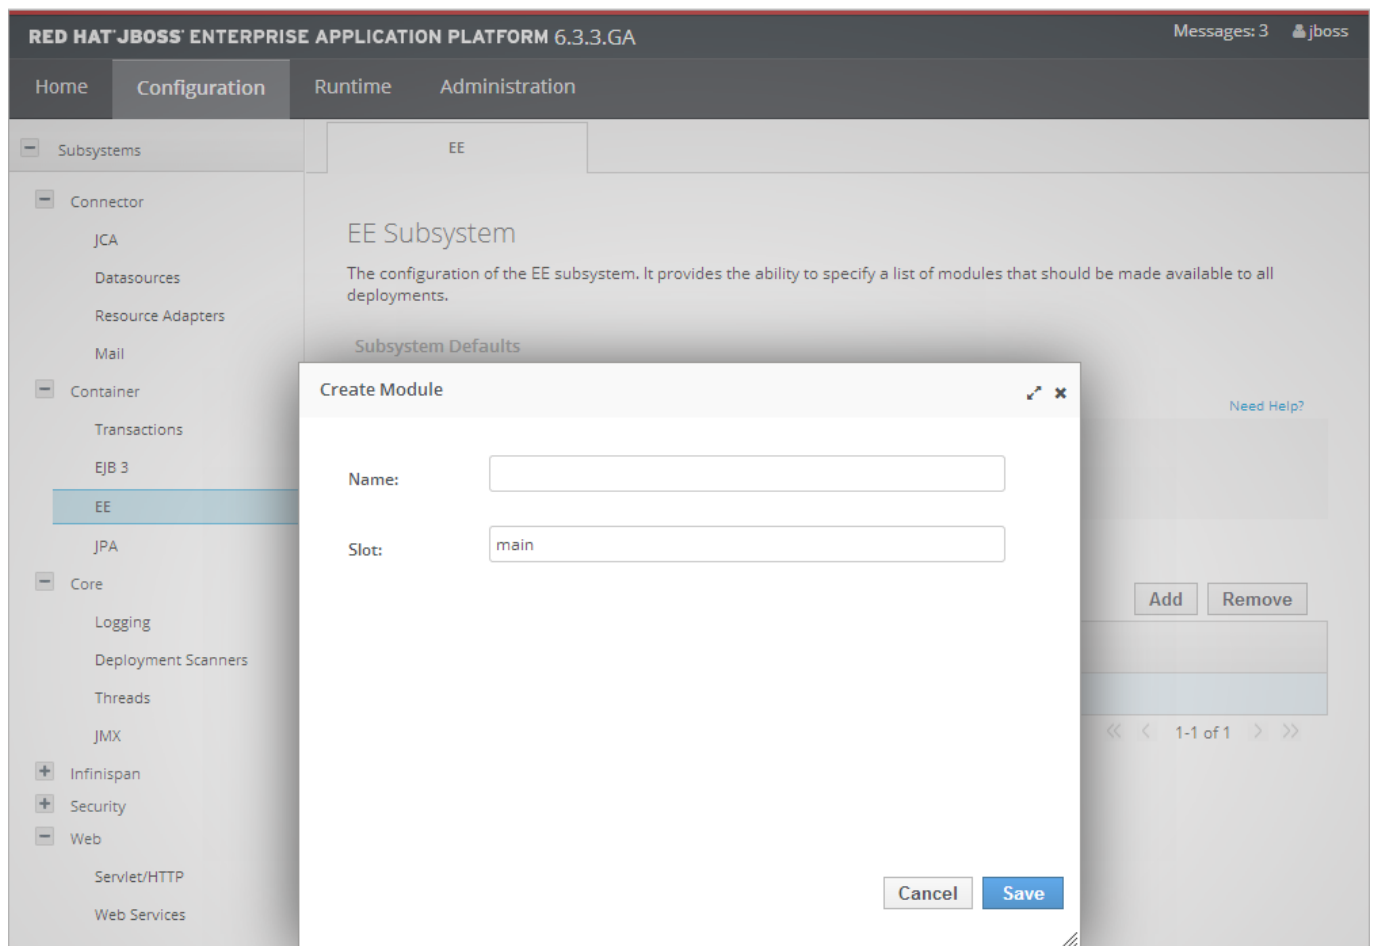 RED HAT JBOSS ENTERPRISE APPLICATION PLATFORM 6.3.3.GA
Messages: 3 jboss
Home Configuration Runtime Administration
Subsystems
Connector
JCA
Datasources
Resource Adapters
Mail
Container
Transactions
EJB 3
EE
JPA
Core
Logging
Deployment Scanners
Threads
JMX
Infinispan
Security
Web
Servlet/HTTP
Web Services
EE
EE Subsystem
The configuration of the EE subsystem. It provides the ability to specify a list of modules that should be made available to all
deployments.
Subsystem Defaults
Need Help?
Add Remove
1-1 of 1
Create Module
Name:
Slot: main
Cancel Save